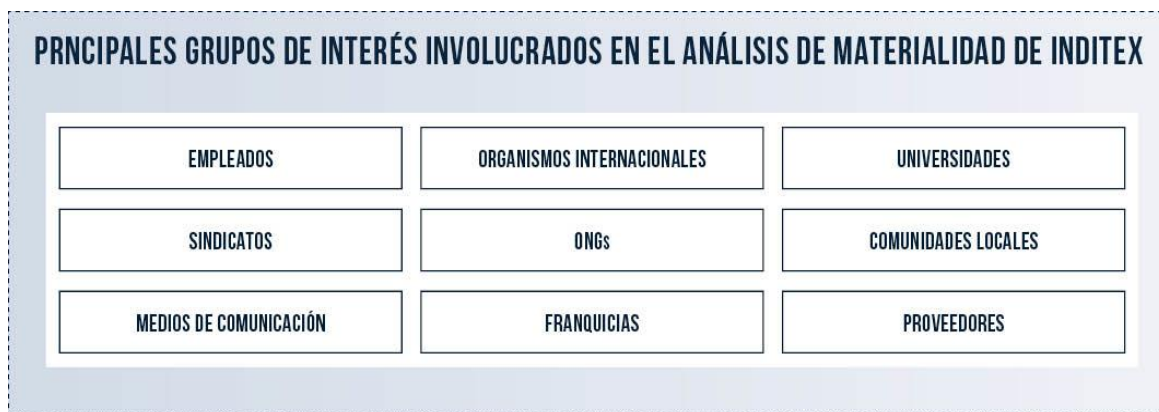 PRNCIPALES GRUPOS DE INTERÉS INVOLUCRADOS EN EL ANÁLISIS DE MATERIALIDAD DE INDITEX
EMPLEADOS
ORGANISMOS INTERNACIONALES
UNIVERSIDADES
SINDICATOS
ONGs
COMUNIDADES LOCALES
MEDIOS DE COMUNICACIÓN
FRANQUICIAS
PROVEEDORES